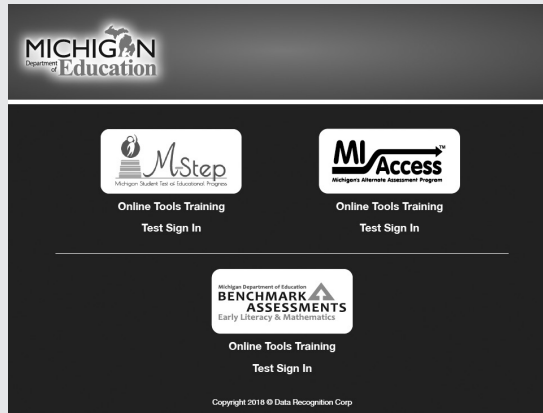 MICHIGAN
Department of Education
M-Step
Michigan Student Test of Educational Progress
Online Tools Training
Test Sign In
MI Access™
Michigan's Alternate Assessment Program
Online Tools Training
Test Sign In
Michigan Department of Education
BENCHMARK
ASSESSMENTS
Early Literacy & Mathematics
Online Tools Training
Test Sign In
Copyright 2018 © Data Recognition Corp